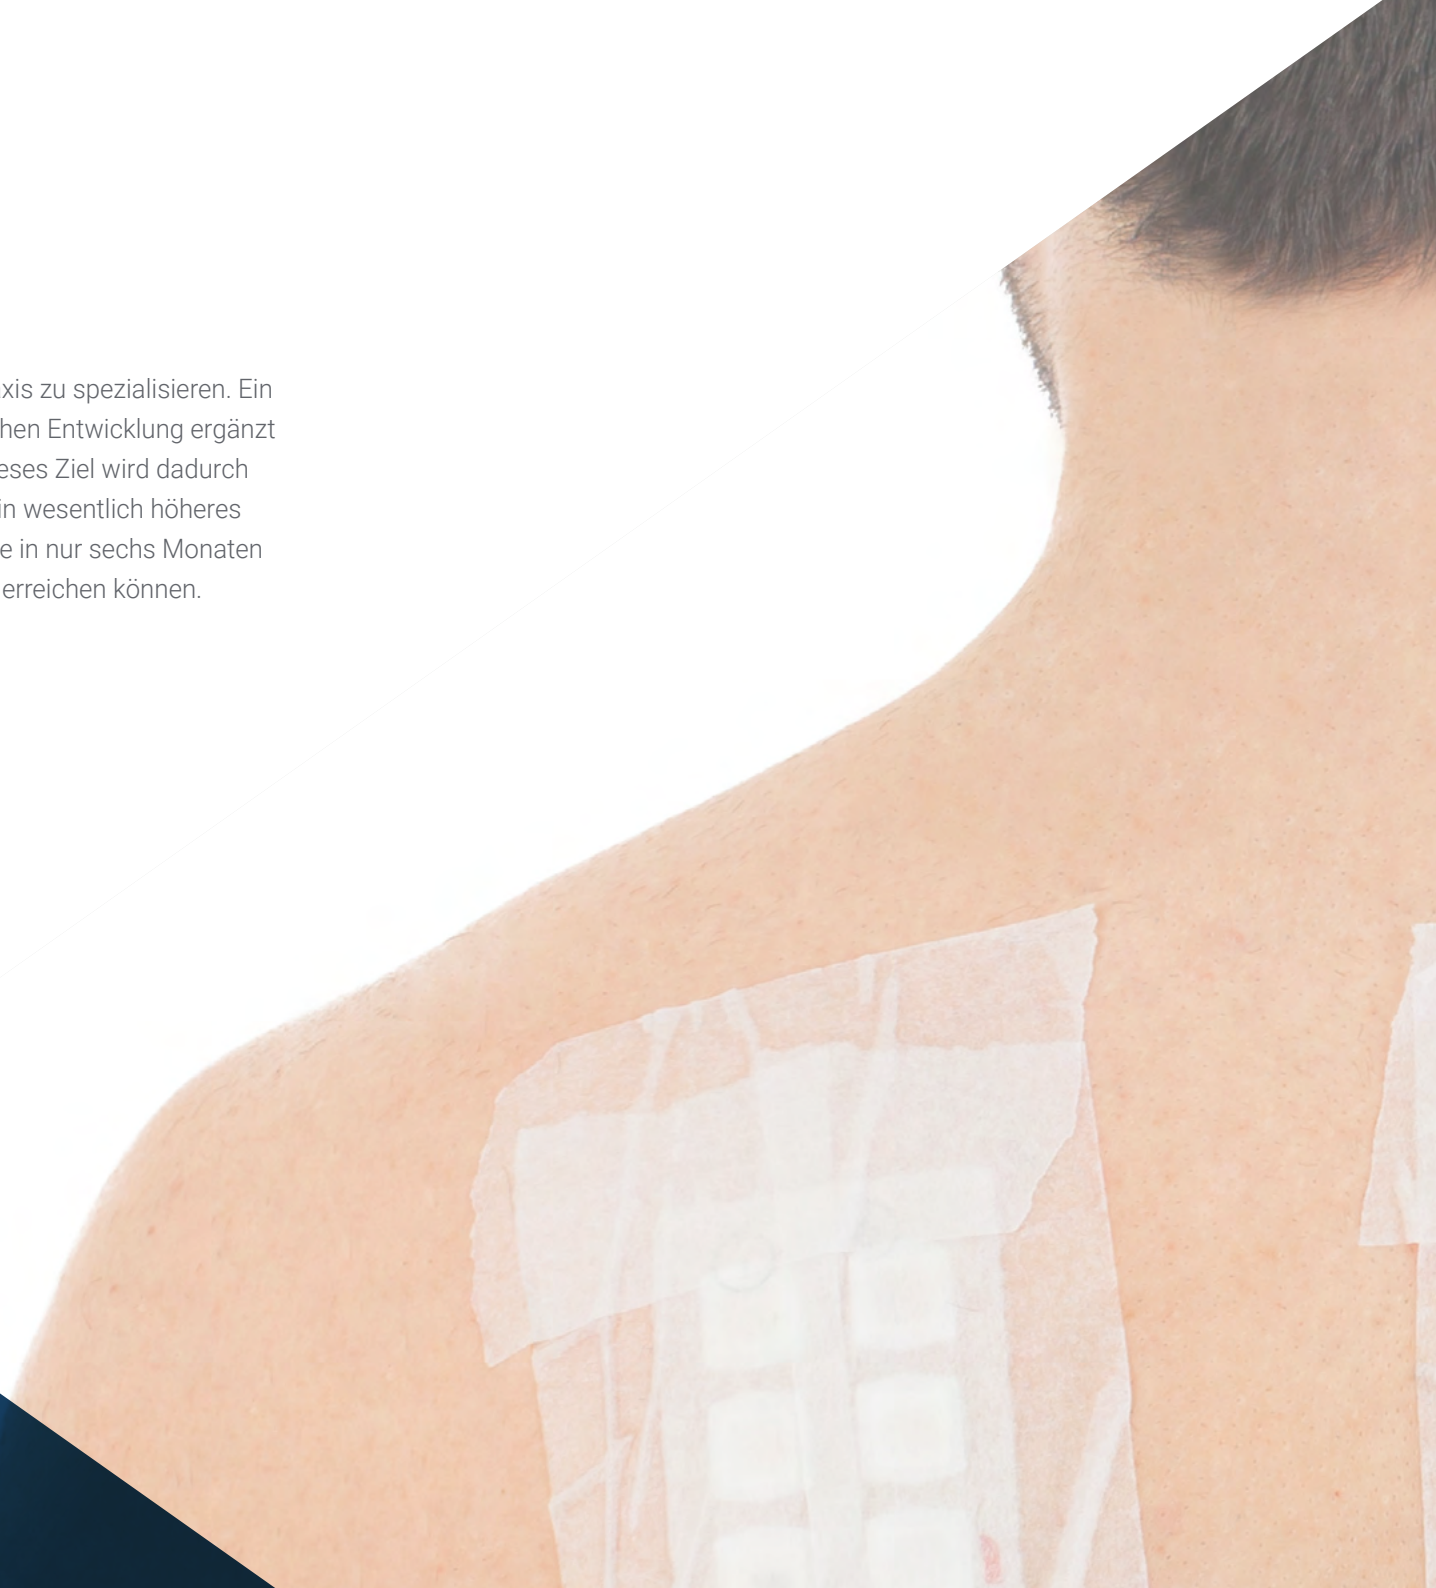 xis zu spezialisieren. Ein
hen Entwicklung ergänzt
eses Ziel wird dadurch
in wesentlich höheres
e in nur sechs Monaten
erreichen können.